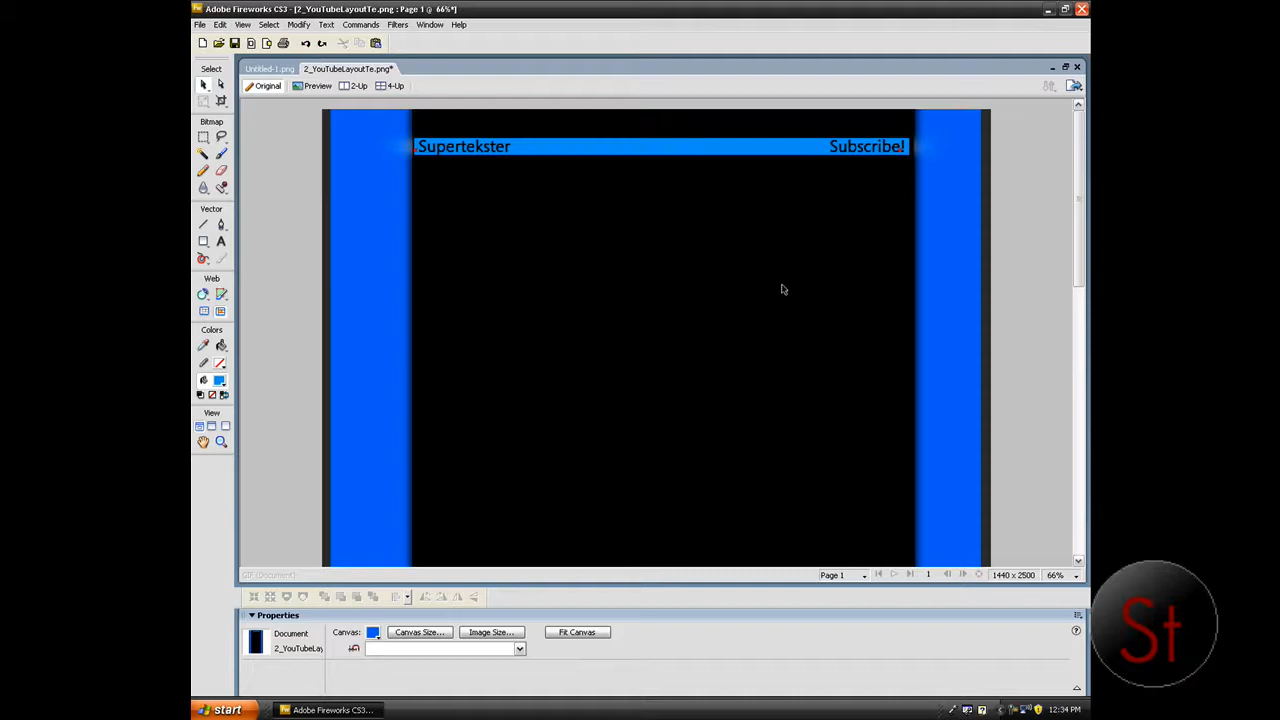 Adobe Fireworks CS3 - [2_YouTubeLayoutTe.png : Page 1 @ 66%*]
File Edit View Select Modify Text Commands Filters Window Help
Select
Untitled-1.png 2_YouTubeLayoutTe.png*
Original Preview 2-Up 4-Up
Bitmap
.Supertekster Subscribe!
Vector
A
Web
Colors
View
GIF (Document) Page 1 1 1440 x 2500 66%
Properties
Document Canvas: Canvas Size... Image Size... Fit Canvas
2_YouTubeLay
St
start Adobe Fireworks CS3... 12:34 PM